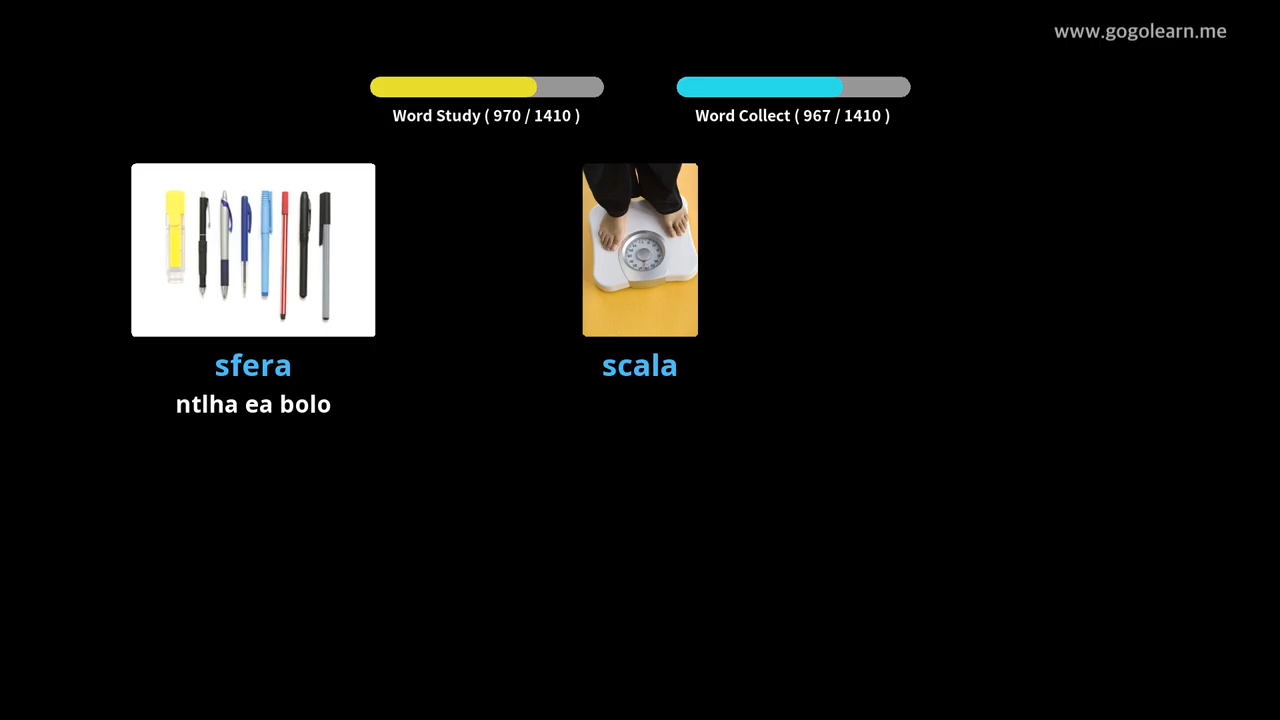 www.gogolearn.me
Word Study ( 970 / 1410 )
Word Collect ( 967 / 1410 )
sfera
ntlha ea bolo
scala